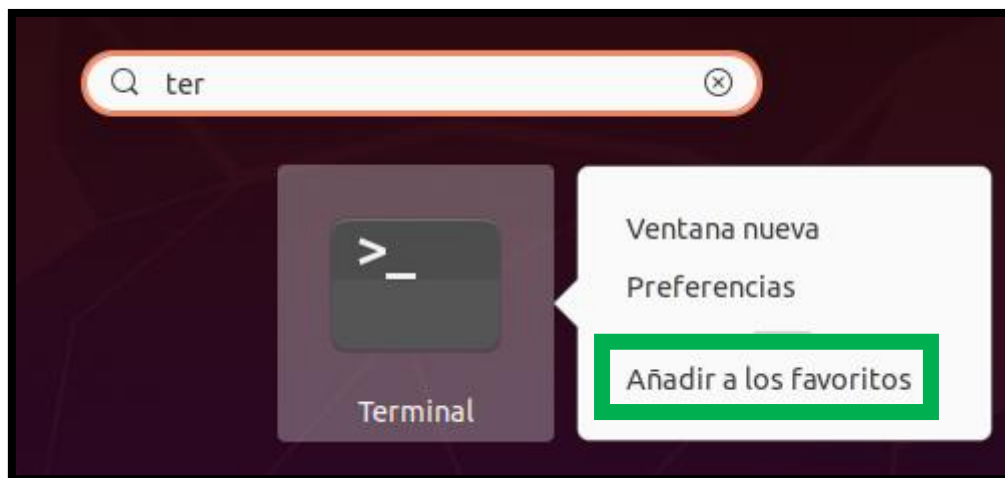 ter
Ventana nueva
Preferencias
Añadir a los favoritos
>_
Terminal